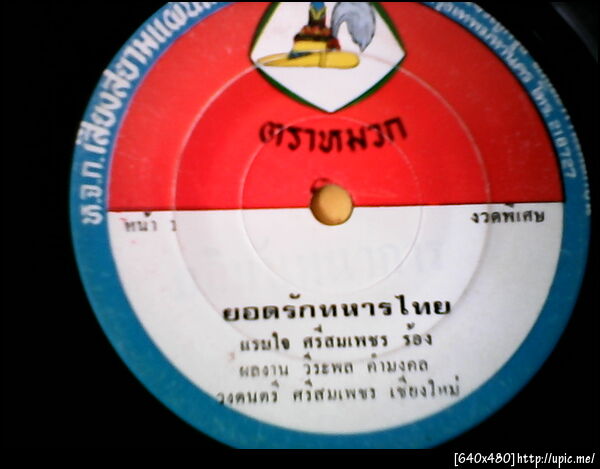 ห.จ.ก.เสียงสยามแผ่น
โทร. 218727
ตราหมวก
หน้า 1
งวดพิเศษ
ยอดรักทหารไทย
แรมใจ ศรีสมเพชร ร้อง
ผลงาน วีระพล คำมงคล
วงดนตรี ศรีสมเพชร เชียงใหม่
[640x480]http://upic.me/